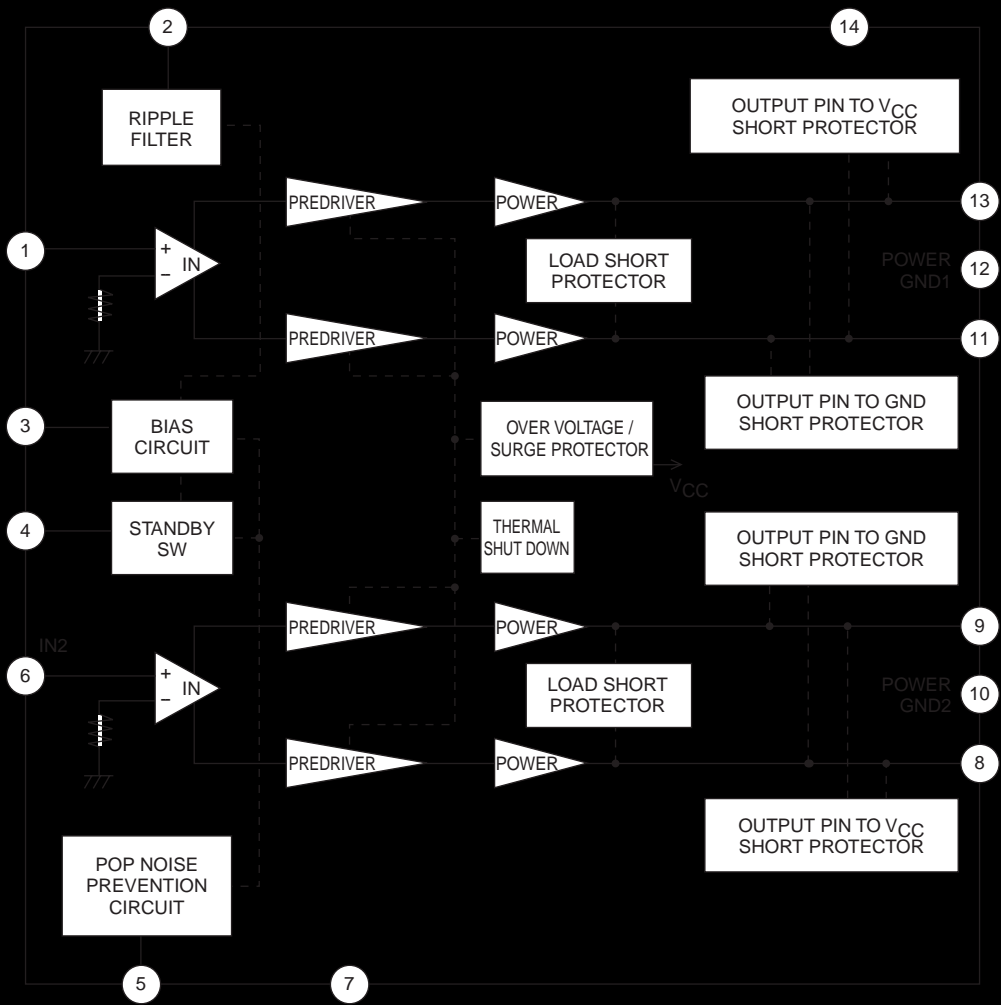 2
14
RIPPLE
FILTER
OUTPUT PIN TO VCC
SHORT PROTECTOR
PREDRIVER
POWER
13
1
+
−
IN
LOAD SHORT
PROTECTOR
POWER
GND1
12
PREDRIVER
POWER
11
3
BIAS
CIRCUIT
OVER VOLTAGE /
SURGE PROTECTOR
VCC
OUTPUT PIN TO GND
SHORT PROTECTOR
4
STANDBY
SW
THERMAL
SHUT DOWN
OUTPUT PIN TO GND
SHORT PROTECTOR
PREDRIVER
POWER
9
IN2
6
+
−
IN
LOAD SHORT
PROTECTOR
POWER
GND2
10
PREDRIVER
POWER
8
OUTPUT PIN TO VCC
SHORT PROTECTOR
POP NOISE
PREVENTION
CIRCUIT
5
7